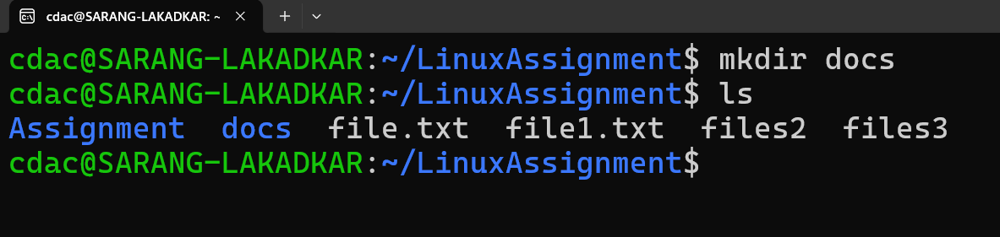 cdac@SARANG-LAKADKAR: ~
cdac@SARANG-LAKADKAR:~/LinuxAssignment$ mkdir docs
cdac@SARANG-LAKADKAR:~/LinuxAssignment$ ls
Assignment  docs  file.txt  file1.txt  files2  files3
cdac@SARANG-LAKADKAR:~/LinuxAssignment$